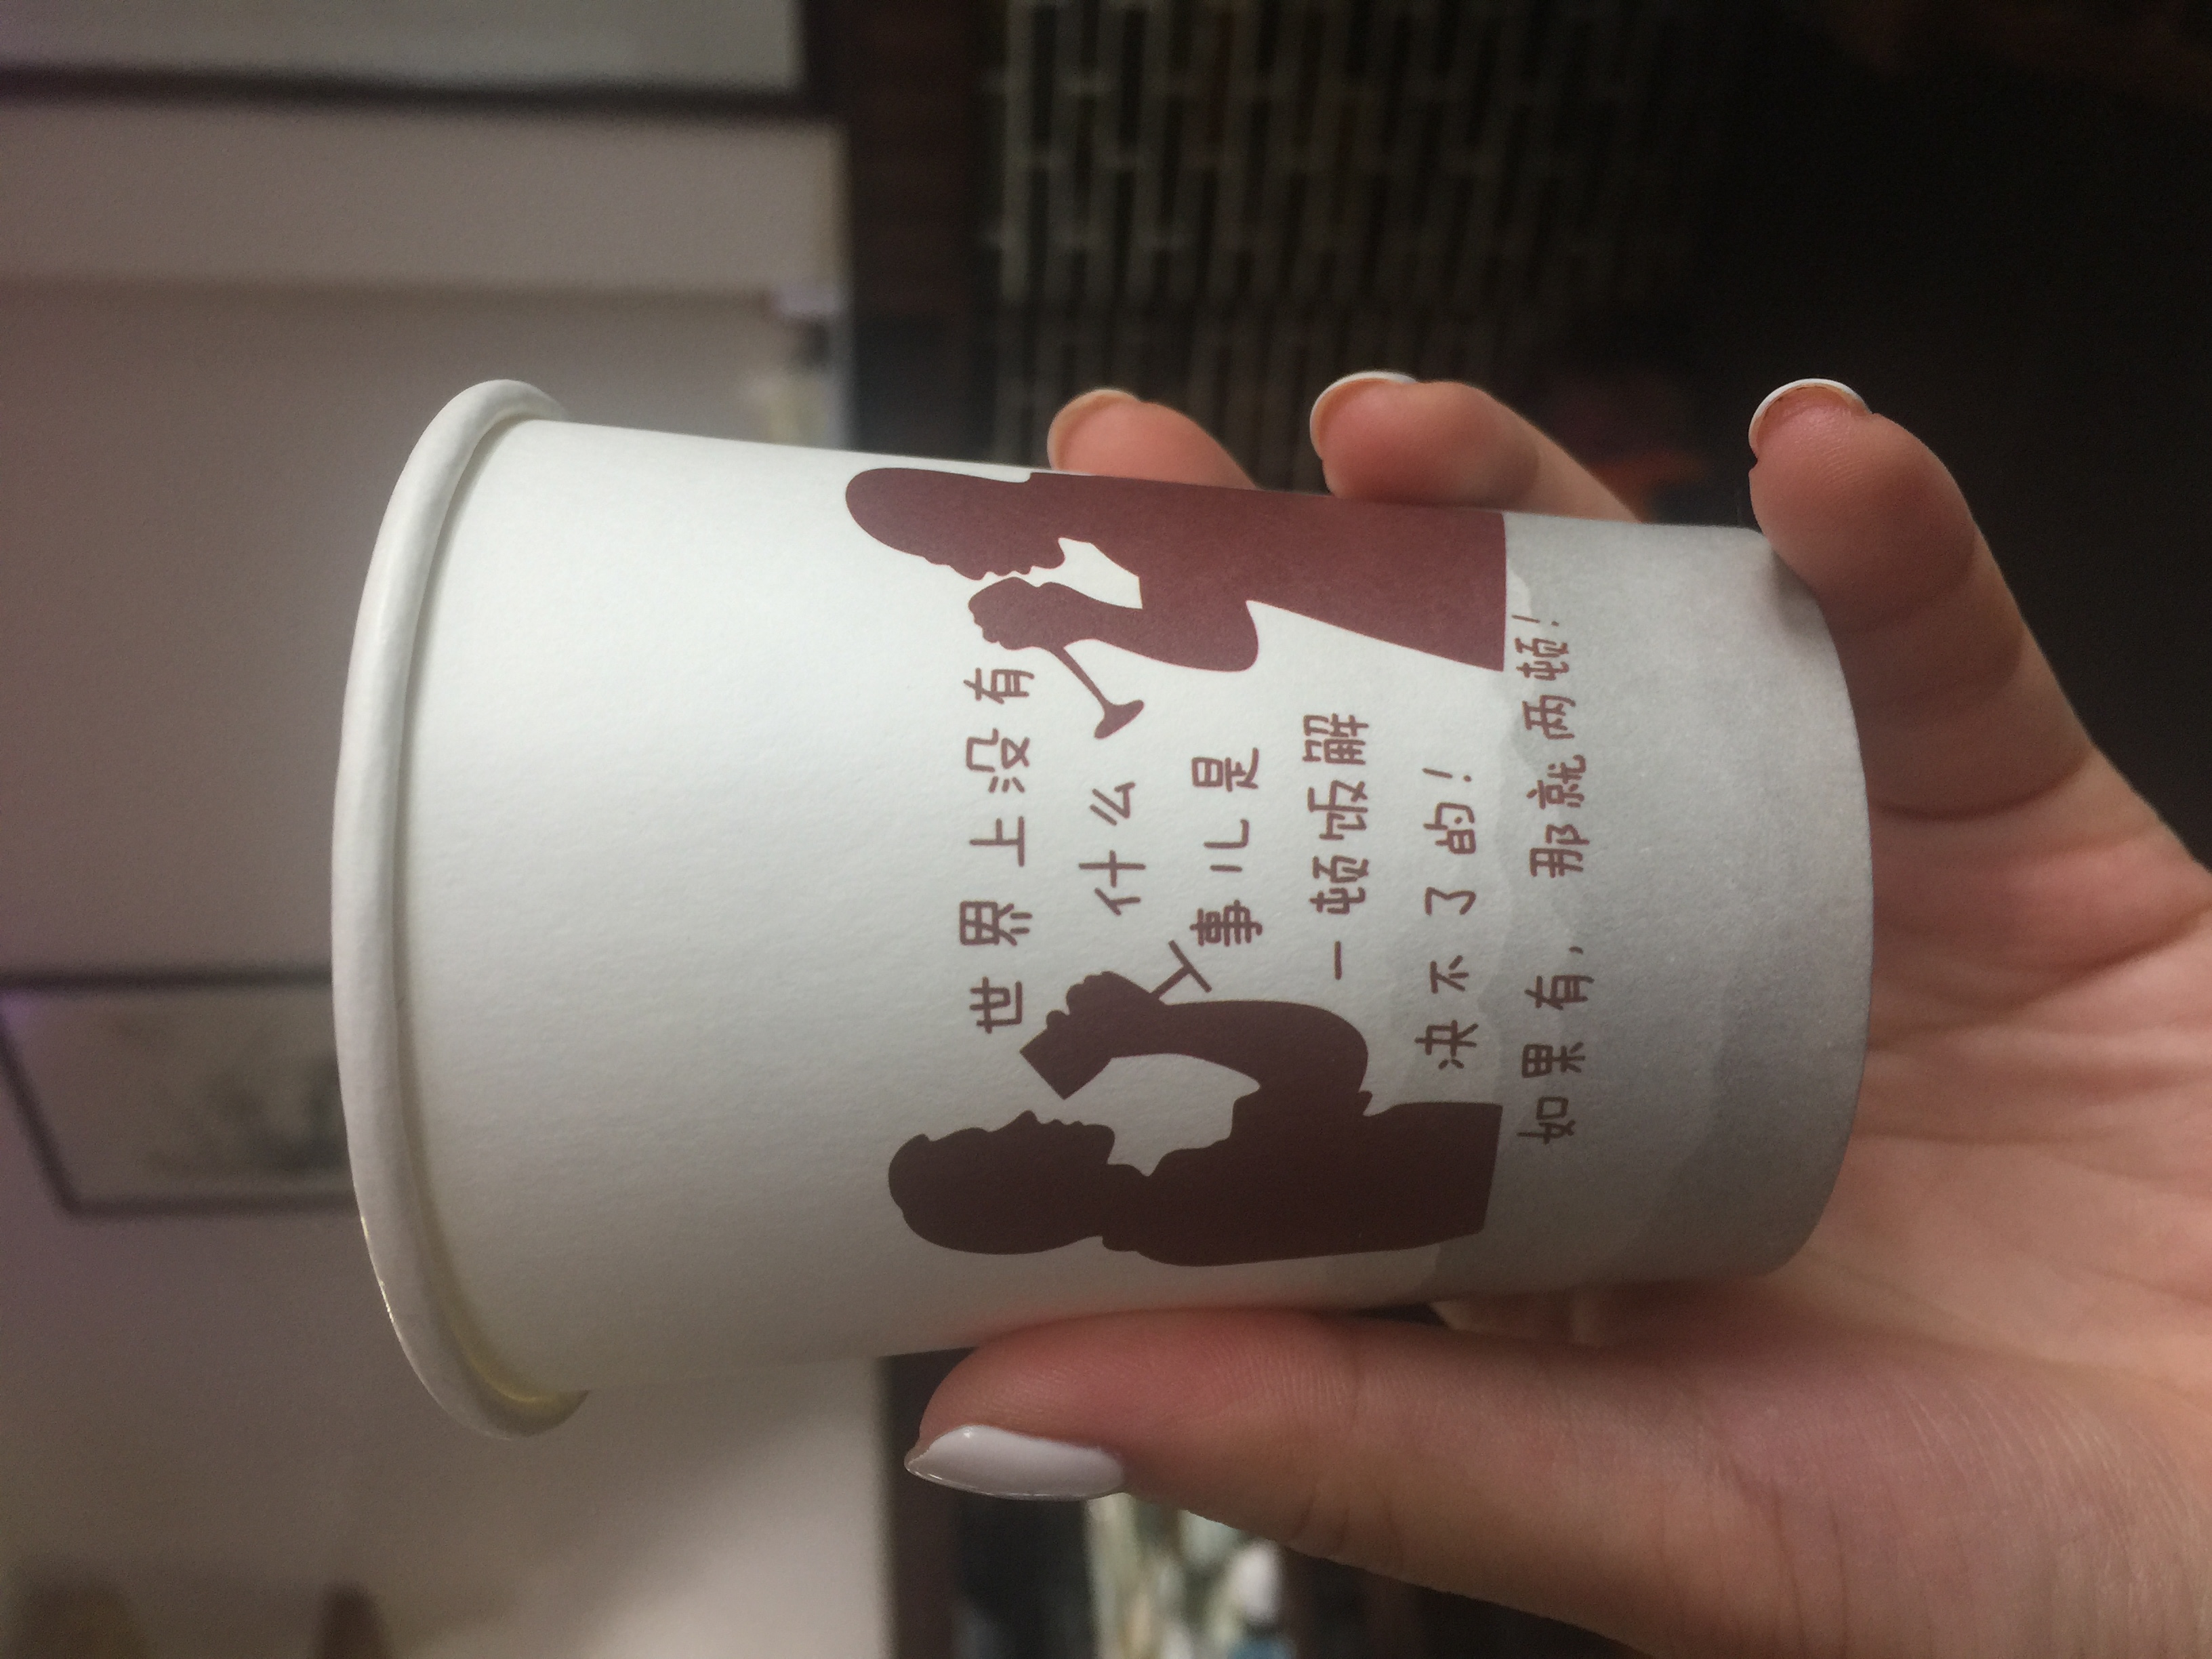 世界上没有
什么
事儿是
一顿饭解
决不了的！
如果有，那就两顿！